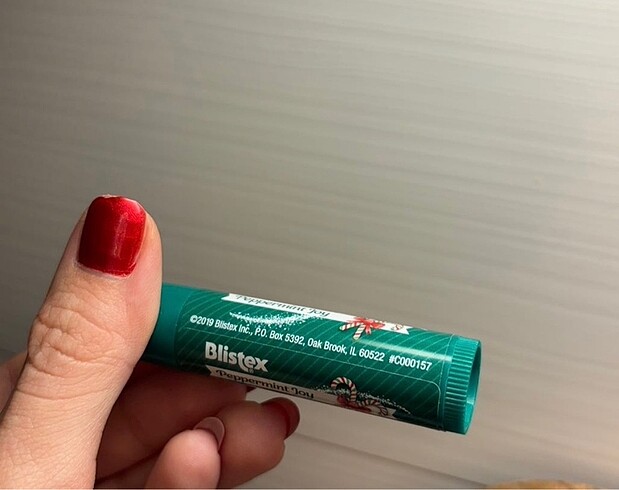 Peppermint Joy
©2019 Blistex Inc., P.O. Box 5392, Oak Brook, IL 60522 #C000157
Blistex
Peppermint Joy